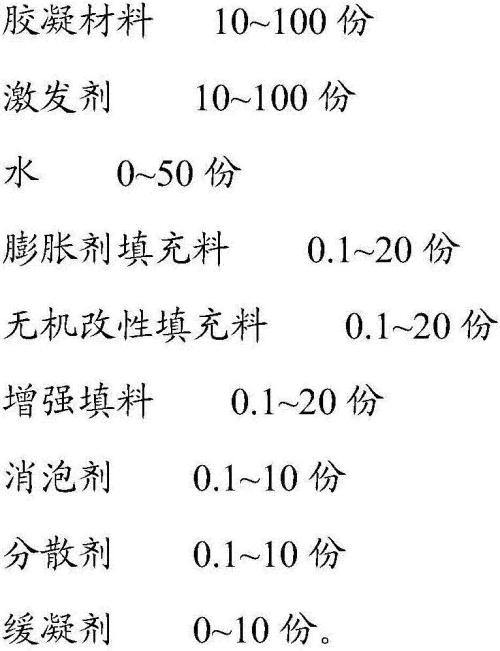 胶凝材料 10~100 份
激发剂 10~100 份
水 0~50 份
膨胀剂填充料 0.1~20 份
无机改性填充料 0.1~20 份
增强填料 0.1~20 份
消泡剂 0.1~10 份
分散剂 0.1~10 份
缓凝剂 0~10 份。